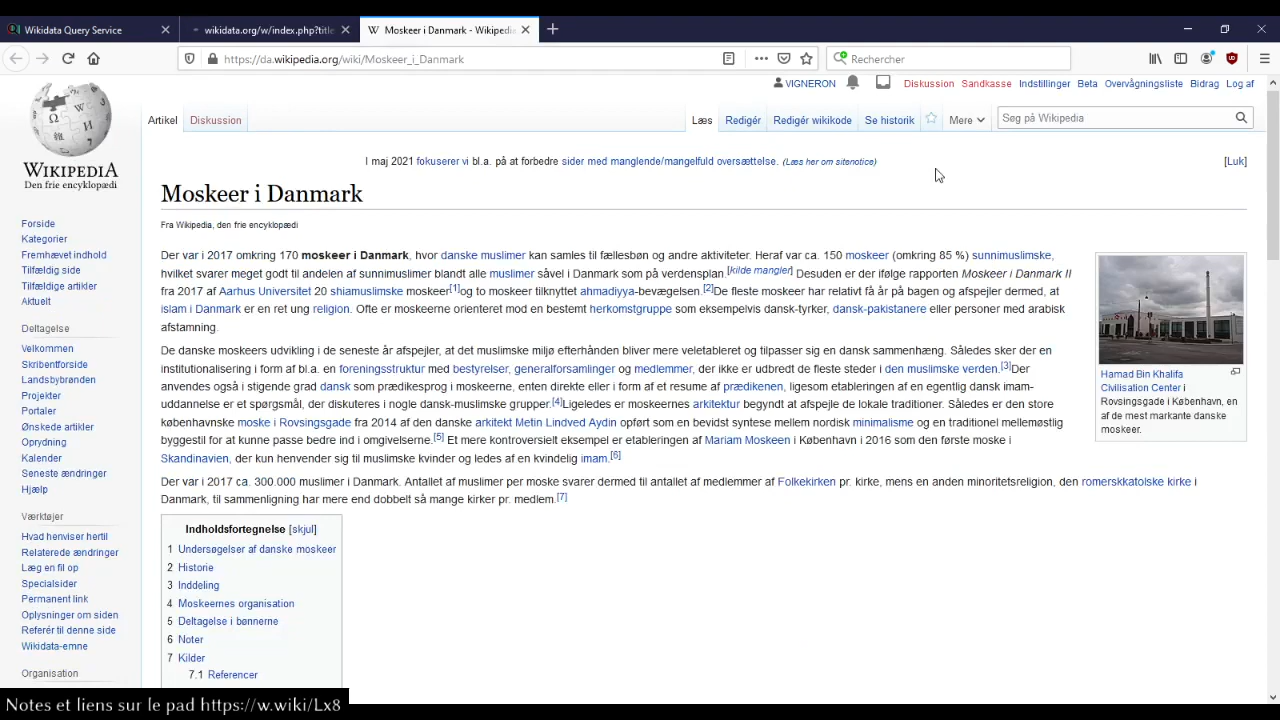 Wikidata Query Service
wikidata.org/w/index.php?title
Moskeer i Danmark - Wikipedi
https://da.wikipedia.org/wiki/Moskeer_i_Danmark
Rechercher
VIGNERON
Diskussion
Sandkasse
Indstillinger
Beta
Overvågningsliste
Bidrag
Log af
Artikel
Diskussion
Læs
Redigér
Redigér wikikode
Se historik
Mere
Søg på Wikipedia
WIKIPEDIA
Den frie encyklopædi
I maj 2021 fokuserer vi bl.a. på at forbedre sider med manglende/mangelfuld oversættelse. (Læs her om sitenotice)
[Luk]
Moskeer i Danmark
Fra Wikipedia, den frie encyklopædi
Der var i 2017 omkring 170 moskeer i Danmark, hvor danske muslimer kan samles til fællesbøn og andre aktiviteter. Heraf var ca. 150 moskeer (omkring 85 %) sunnimuslimske,
hvilket svarer meget godt til andelen af sunnimuslimer blandt alle muslimer såvel i Danmark som på verdensplan.[kilde mangler] Desuden er der ifølge rapporten Moskeer i Danmark II
fra 2017 af Aarhus Universitet 20 shiamuslimske moskeer[1]og to moskeer tilknyttet ahmadiyya-bevægelsen.[2]De fleste moskeer har relativt få år på bagen og afspejler dermed, at
islam i Danmark er en ret ung religion. Ofte er moskeerne orienteret mod en bestemt herkomstgruppe som eksempelvis dansk-tyrker, dansk-pakistanere eller personer med arabisk
afstamning.
De danske moskeers udvikling i de seneste år afspejler, at det muslimske miljø efterhånden bliver mere veletableret og tilpasser sig en dansk sammenhæng. Således sker der en
institutionalisering i form af bl.a. en foreningsstruktur med bestyrelser, generalforsamlinger og medlemmer, der ikke er udbredt de fleste steder i den muslimske verden.[3]Der
anvendes også i stigende grad dansk som prædikesprog i moskeerne, enten direkte eller i form af et resume af prædikenen, ligesom etableringen af en egentlig dansk imam-
uddannelse er et spørgsmål, der diskuteres i nogle dansk-muslimske grupper.[4]Ligeledes er moskeernes arkitektur begyndt at afspejle de lokale traditioner. Således er den store
københavnske moske i Rovsingsgade fra 2014 af den danske arkitekt Metin Lindved Aydin opført som en bevidst syntese mellem nordisk minimalisme og en traditionel mellemøstlig
byggestil for at kunne passe bedre ind i omgivelserne.[5] Et mere kontroversielt eksempel er etableringen af Mariam Moskeen i København i 2016 som den første moske i
Skandinavien, der kun henvender sig til muslimske kvinder og ledes af en kvindelig imam.[6]
Der var i 2017 ca. 300.000 muslimer i Danmark. Antallet af muslimer per moske svarer dermed til antallet af medlemmer af Folkekirken pr. kirke, mens en anden minoritetsreligion, den romerskkatolske kirke i
Danmark, til sammenligning har mere end dobbelt så mange kirker pr. medlem.[7]
Hamad Bin Khalifa
Civilisation Center i
Rovsingsgade i København, en
af de mest markante danske
moskeer.
Indholdsfortegnelse [skjul]
1 Undersøgelser af danske moskeer
2 Historie
3 Inddeling
4 Moskeernes organisation
5 Deltagelse i bønnerne
6 Noter
7 Kilder
7.1 Referencer
Forside
Kategorier
Fremhævet indhold
Tilfældig side
Tilfældige artikler
Aktuelt
Deltagelse
Velkommen
Skribentforside
Landsbybrønden
Projekter
Portaler
Ønskede artikler
Oprydning
Kalender
Seneste ændringer
Hjælp
Værktøjer
Hvad henviser hertil
Relaterede ændringer
Læg en fil op
Specialsider
Permanent link
Oplysninger om siden
Referér til denne side
Wikidata-emne
Organisation
Notes et liens sur le pad https://w.wiki/Lx8